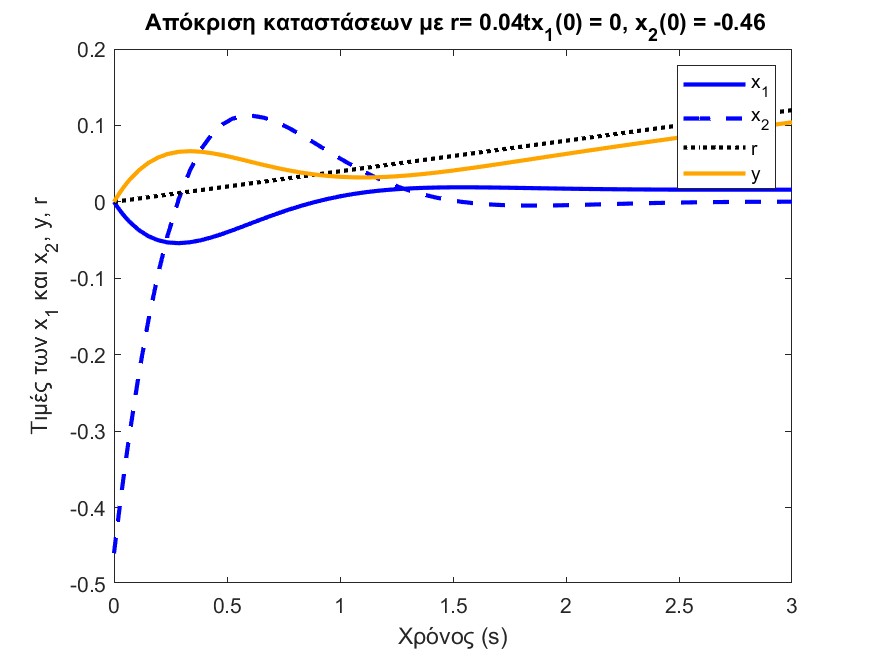 Απόκριση καταστάσεων με r= 0.04tx1(0) = 0, x2(0) = -0.46
0.2
0.1
0
-0.1
-0.2
-0.3
-0.4
-0.5
Τιμές των x1 και x2, y, r
x1
x2
r
y
0 0.5 1 1.5 2 2.5 3
Χρόνος (s)